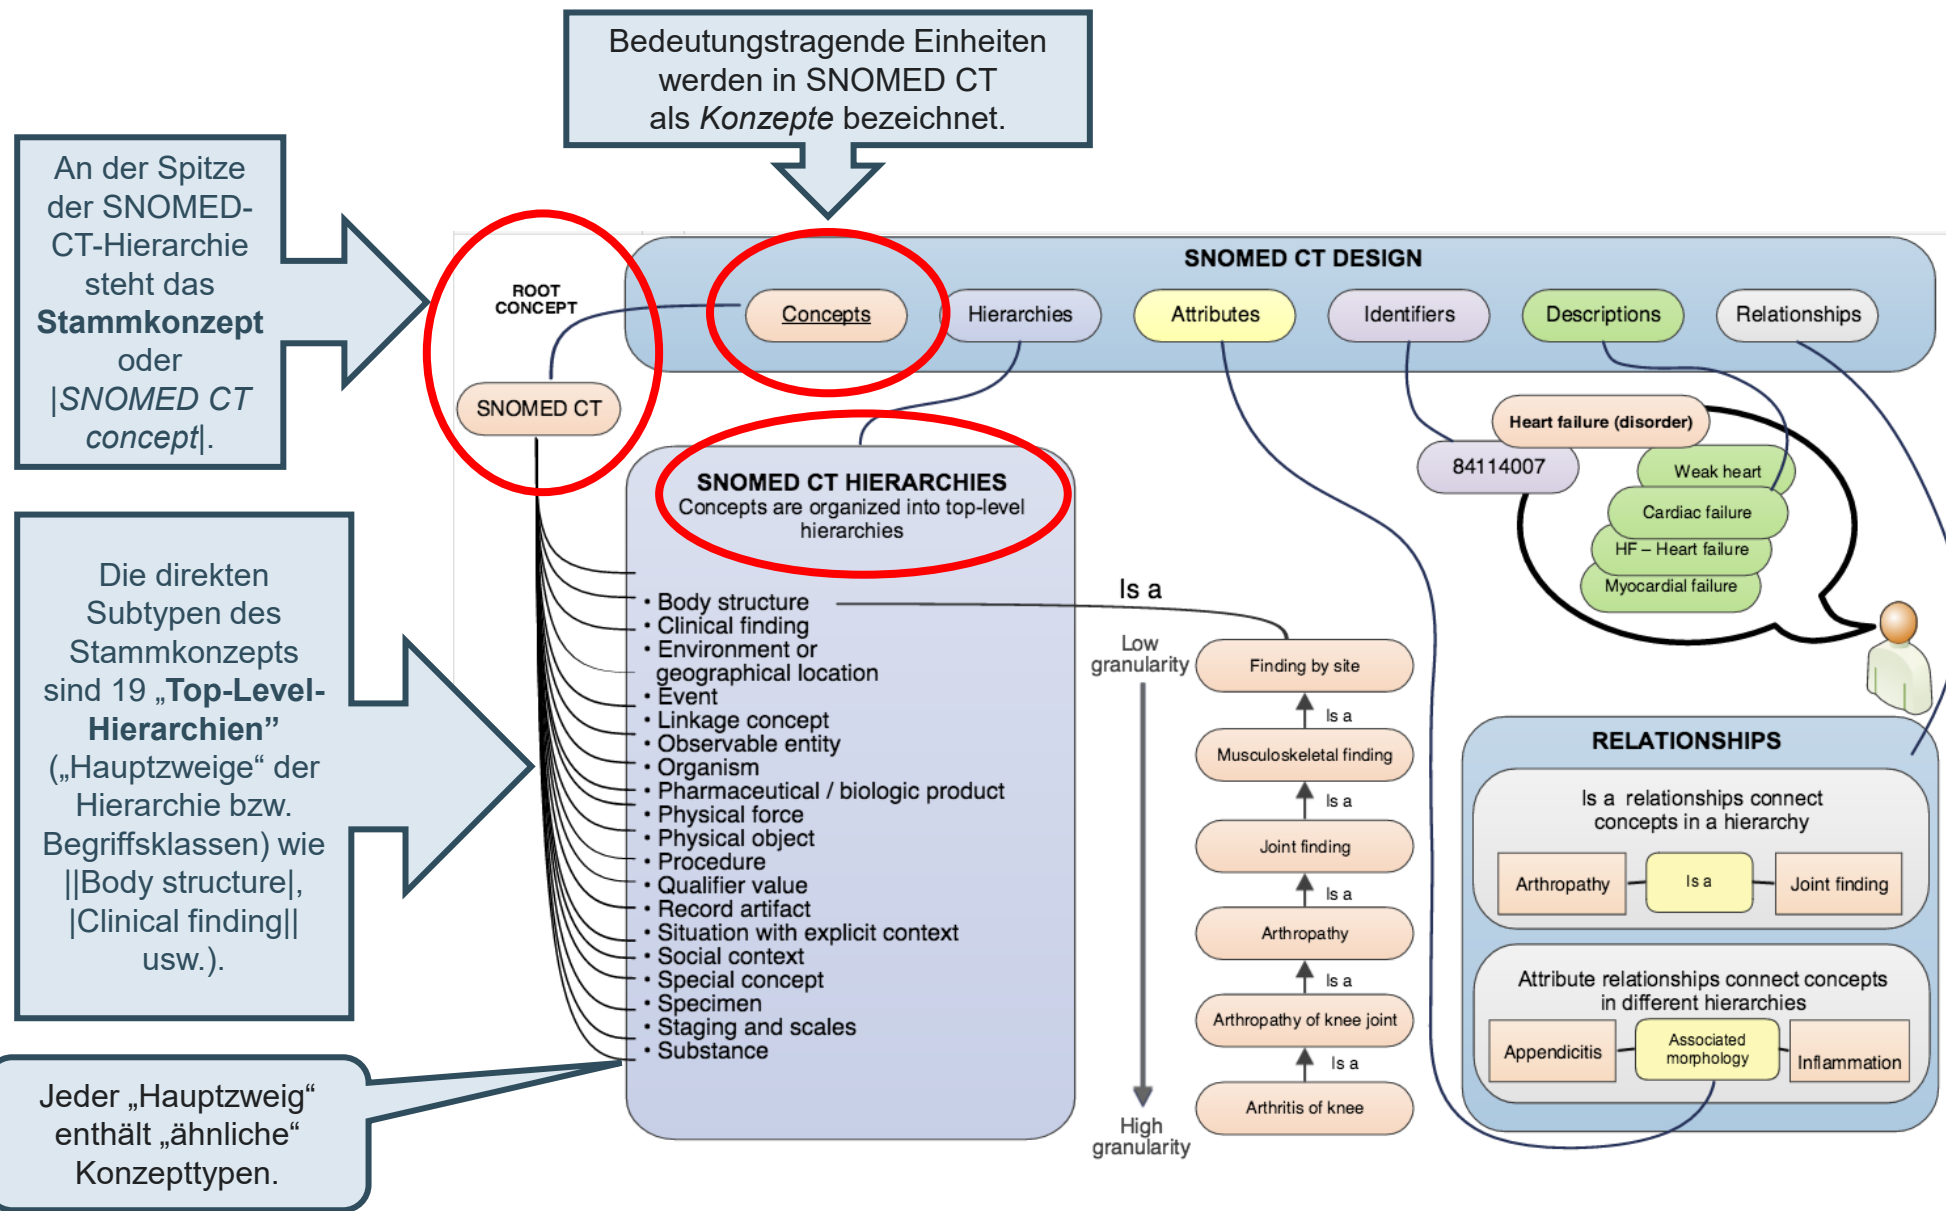 Bedeutungstragende Einheiten
werden in SNOMED CT
als Konzepte bezeichnet.
An der Spitze
der SNOMED-
CT-Hierarchie
steht das
Stammkonzept
oder
|SNOMED CT
concept|.
Die direkten
Subtypen des
Stammkonzepts
sind 19 „Top-Level-
Hierarchien”
(„Hauptzweige“ der
Hierarchie bzw.
Begriffsklassen) wie
||Body structure|,
|Clinical finding||
usw.).
Jeder „Hauptzweig“
enthält „ähnliche“
Konzepttypen.
ROOT
CONCEPT
SNOMED CT
SNOMED CT DESIGN
Concepts
Hierarchies
Attributes
Identifiers
Descriptions
Relationships
SNOMED CT HIERARCHIES
Concepts are organized into top-level
hierarchies
• Body structure
• Clinical finding
• Environment or
geographical location
• Event
• Linkage concept
• Observable entity
• Organism
• Pharmaceutical / biologic product
• Physical force
• Physical object
• Procedure
• Qualifier value
• Record artifact
• Situation with explicit context
• Social context
• Special concept
• Specimen
• Staging and scales
• Substance
Is a
Low
granularity
High
granularity
Finding by site
Is a
Musculoskeletal finding
Is a
Joint finding
Is a
Arthropathy
Is a
Arthropathy of knee joint
Is a
Arthritis of knee
Heart failure (disorder)
84114007
Weak heart
Cardiac failure
HF – Heart failure
Myocardial failure
RELATIONSHIPS
Is a relationships connect
concepts in a hierarchy
Arthropathy
Is a
Joint finding
Attribute relationships connect concepts
in different hierarchies
Appendicitis
Associated
morphology
Inflammation